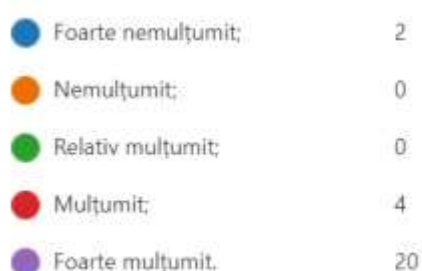 Foarte nemulțumit; 2
Nemulțumit; 0
Relativ mulțumit; 0
Mulțumit; 4
Foarte mulțumit. 20